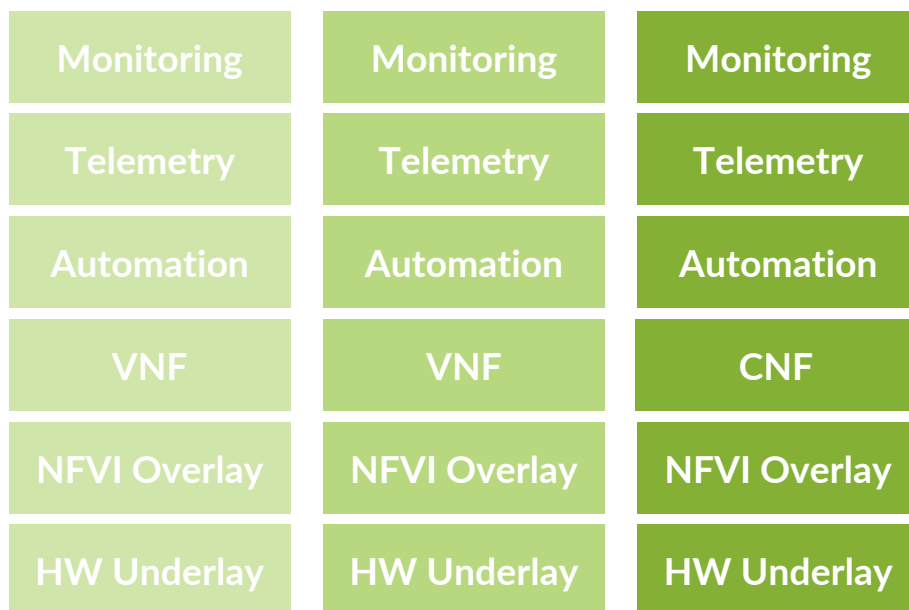 Monitoring Monitoring Monitoring
Telemetry Telemetry Telemetry
Automation Automation Automation
VNF VNF CNF
NFVI Overlay NFVI Overlay NFVI Overlay
HW Underlay HW Underlay HW Underlay